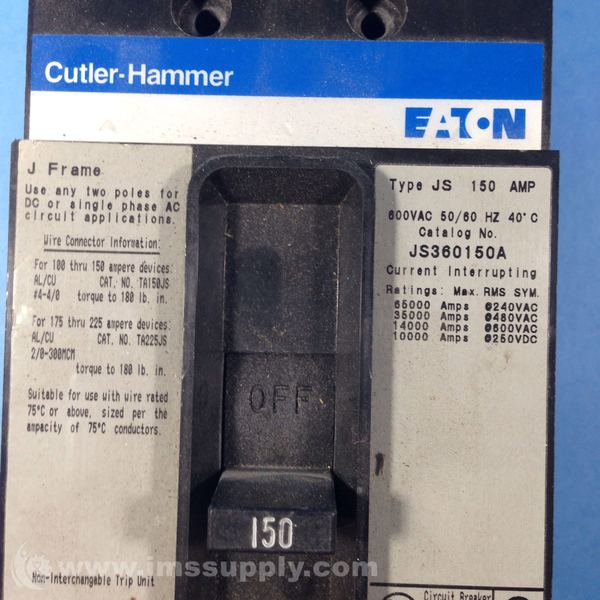 Cutler-Hammer
EATON
J Frame
Use any two poles for
DC or single phase AC
circuit applications.
Wire Connector Information:
For 100 thru 150 ampere devices:
AL/CU CAT. NO. TA150JS
#4-4/0 torque to 180 lb. in.
For 175 thru 225 ampere devices:
AL/CU CAT. NO. TA225JS
2/0-300MCM
torque to 180 lb. in.
Suitable for use with wire rated
75°C or above, sized per the
ampacity of 75°C conductors.
Non-Interchangable Trip Unit
OFF
150
Type JS 150 AMP
600VAC 50/60 HZ 40°C
Catalog No.
JS360150A
Current Interrupting
Ratings: Max. RMS SYM.
65000 Amps @240VAC
35000 Amps @480VAC
14000 Amps @600VAC
10000 Amps @250VDC
Circuit Breaker
www.imssupply.com